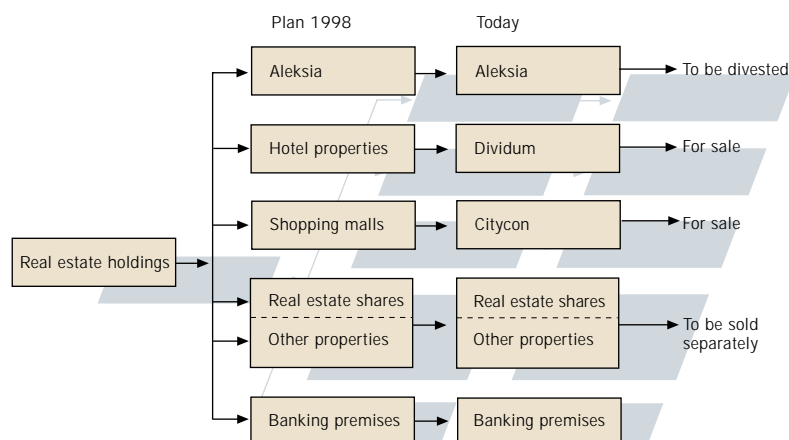 Plan 1998
Today
Aleksia
Aleksia
To be divested
Hotel properties
Dividum
For sale
Shopping malls
Citycon
For sale
Real estate holdings
Real estate shares
Real estate shares
Other properties
Other properties
To be sold
separately
Banking premises
Banking premises